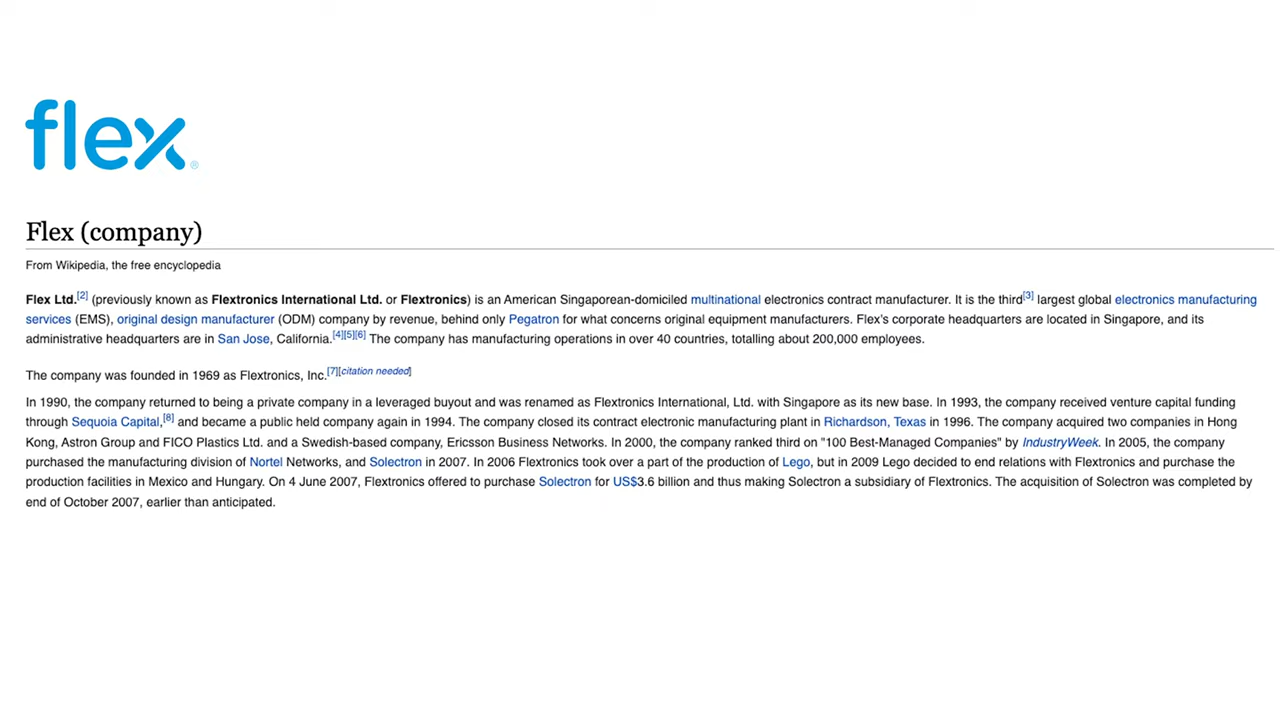 flex®
Flex (company)
From Wikipedia, the free encyclopedia
Flex Ltd.[2] (previously known as Flextronics International Ltd. or Flextronics) is an American Singaporean-domiciled multinational electronics contract manufacturer. It is the third[3] largest global electronics manufacturing
services (EMS), original design manufacturer (ODM) company by revenue, behind only Pegatron for what concerns original equipment manufacturers. Flex's corporate headquarters are located in Singapore, and its
administrative headquarters are in San Jose, California.[4][5][6] The company has manufacturing operations in over 40 countries, totalling about 200,000 employees.
The company was founded in 1969 as Flextronics, Inc.[7][citation needed]
In 1990, the company returned to being a private company in a leveraged buyout and was renamed as Flextronics International, Ltd. with Singapore as its new base. In 1993, the company received venture capital funding
through Sequoia Capital,[8] and became a public held company again in 1994. The company closed its contract electronic manufacturing plant in Richardson, Texas in 1996. The company acquired two companies in Hong
Kong, Astron Group and FICO Plastics Ltd. and a Swedish-based company, Ericsson Business Networks. In 2000, the company ranked third on "100 Best-Managed Companies" by IndustryWeek. In 2005, the company
purchased the manufacturing division of Nortel Networks, and Solectron in 2007. In 2006 Flextronics took over a part of the production of Lego, but in 2009 Lego decided to end relations with Flextronics and purchase the
production facilities in Mexico and Hungary. On 4 June 2007, Flextronics offered to purchase Solectron for US$3.6 billion and thus making Solectron a subsidiary of Flextronics. The acquisition of Solectron was completed by
end of October 2007, earlier than anticipated.